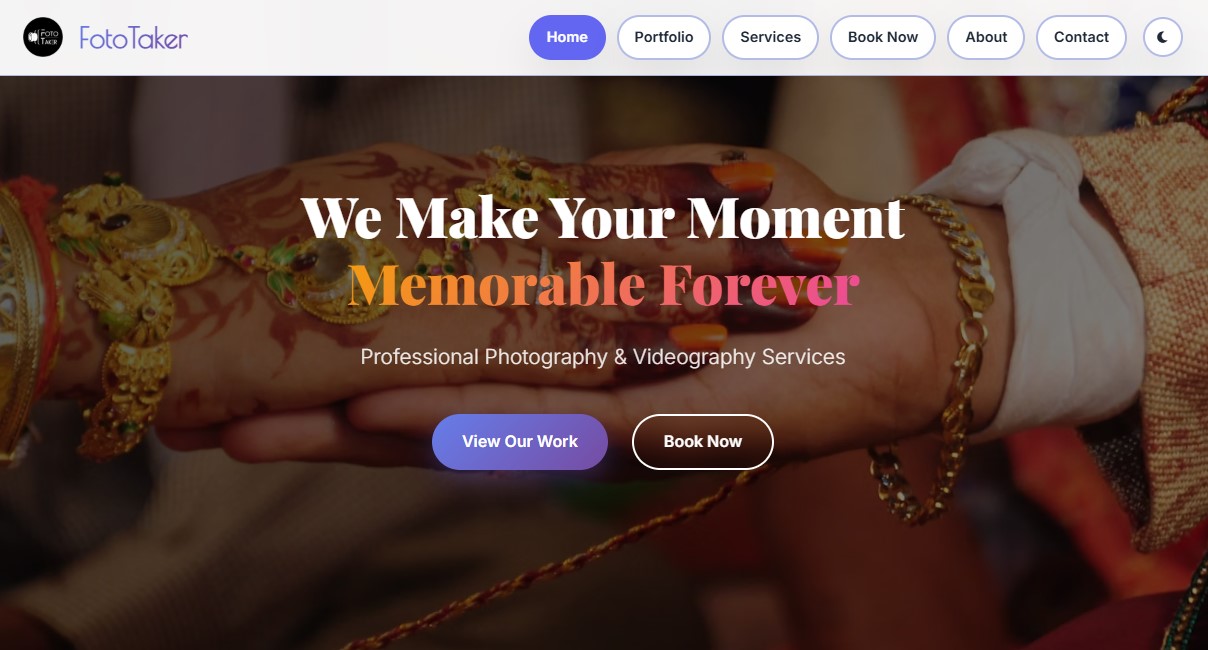 FOTO
TAKER
FotoTaker
Home
Portfolio
Services
Book Now
About
Contact
We Make Your Moment
Memorable Forever
Professional Photography & Videography Services
View Our Work
Book Now